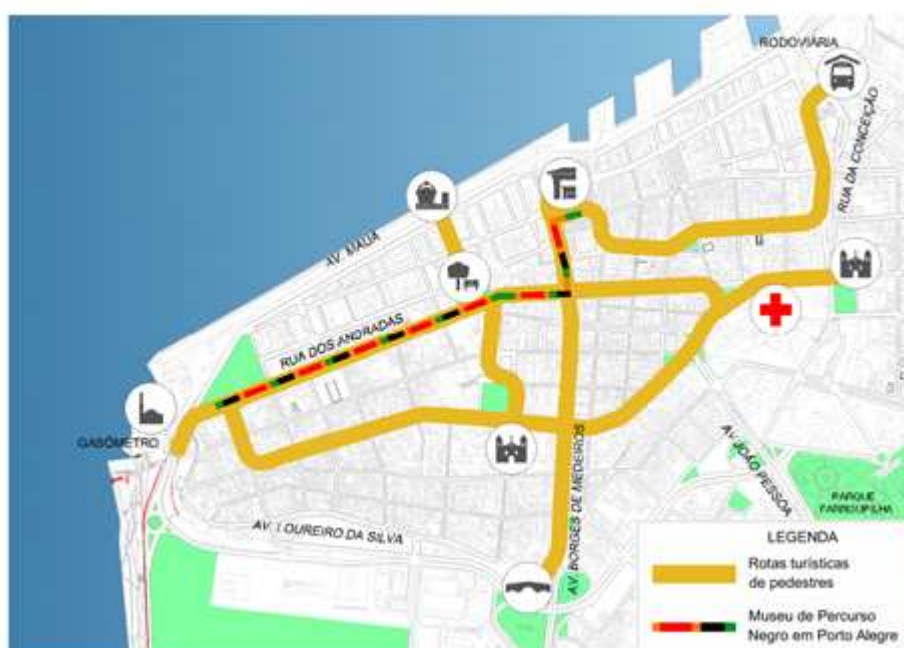 RODOVIÁRIA
RUA DA CONCEIÇÃO
AV. MAUÁ
RUA DOS ANDRADAS
GASÔMETRO
AV. LOUREIRO DA SILVA
AV. BORGES DE MEDEIROS
AV. JOÃO PESSOA
PARQUE
FARROUPILHA
LEGENDA
Rotas turísticas
de pedestres
Museu de Percurso
Negro em Porto Alegre